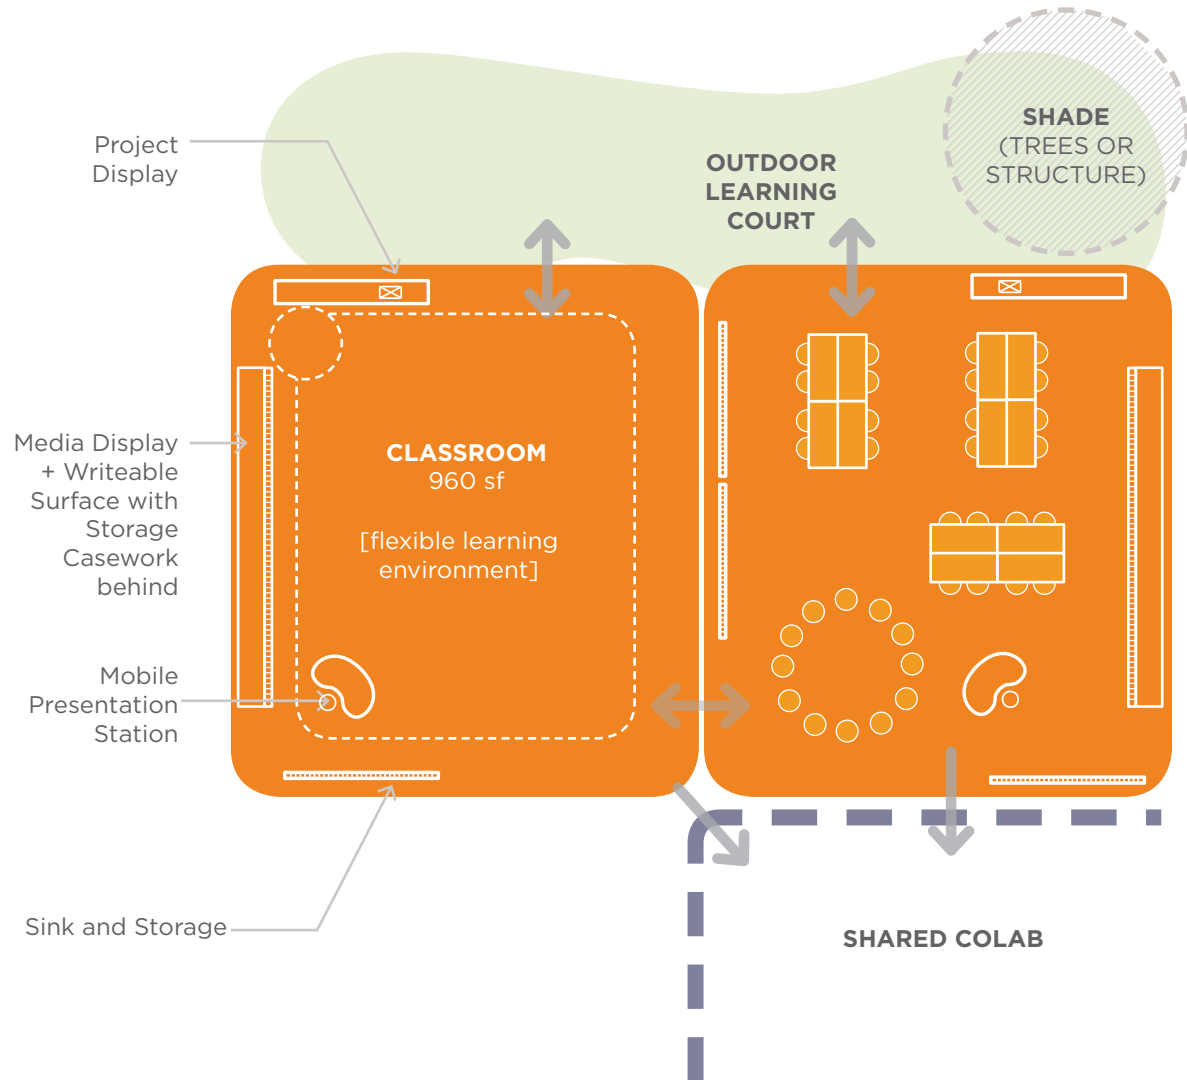 SHADE
(TREES OR
STRUCTURE)
Project
Display
OUTDOOR
LEARNING
COURT
Media Display
+ Writeable
Surface with
Storage
Casework
behind
CLASSROOM
960 sf
[flexible learning
environment]
Mobile
Presentation
Station
Sink and Storage
SHARED COLAB